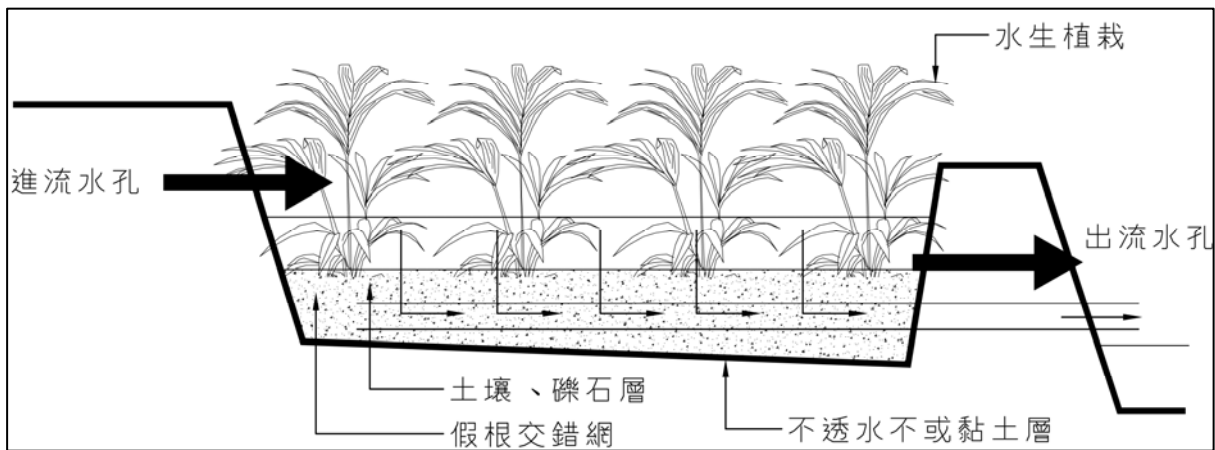 水生植栽
進流水孔
出流水孔
土壤、礫石層
假根交錯網
不透水不或黏土層